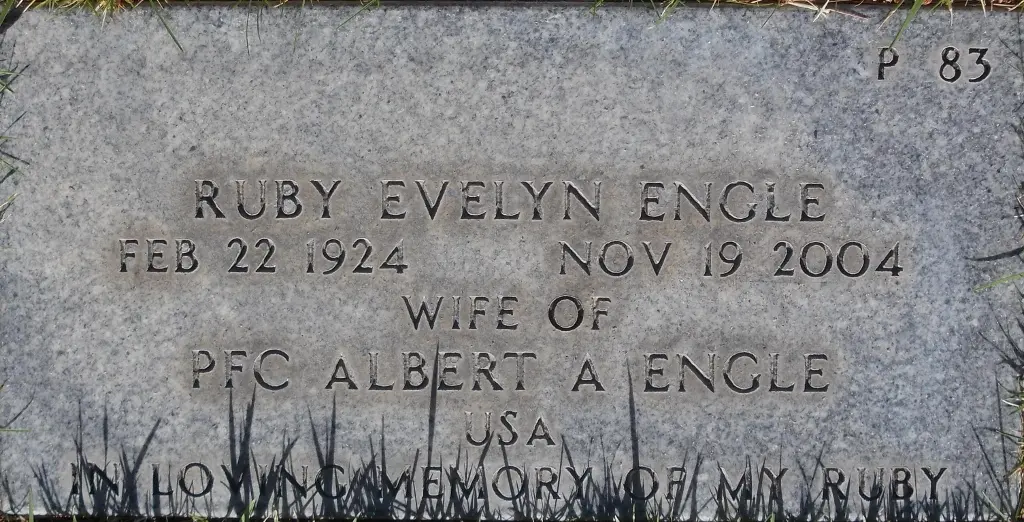 P 83
RUBY EVELYN ENGLE
FEB 22 1924 NOV 19 2004
WIFE OF
PFC ALBERT A ENGLE
USA
IN LOVING MEMORY OF MY RUBY